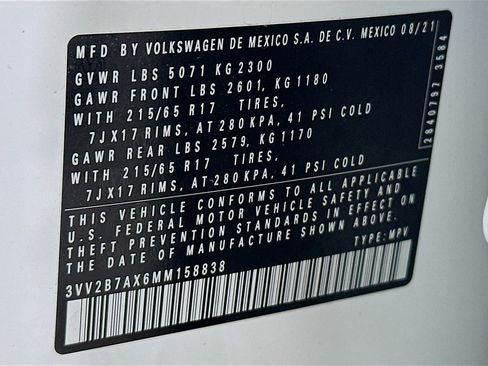 MFD BY VOLKSWAGEN DE MEXICO S.A. DE C.V. MEXICO 08/21
GVWR LBS 5071 KG2300
GAWR FRONT LBS 2601, KG1180
WITH 215/65 R17 TIRES,
7JX17 RIMS, AT 280 KPA, 41 PSI COLD
GAWR REAR LBS 2579, KG1170
WITH 215/65 R17 TIRES,
7JX17 RIMS, AT 280 KPA, 41 PSI COLD
THIS VEHICLE CONFORMS TO ALL APPLICABLE
U.S. FEDERAL MOTOR VEHICLE SAFETY AND
THEFT PREVENTION STANDARDS IN EFFECT ON
DATE OF MANUFACTURE SHOWN ABOVE.
3VV2B7AX6MM158838 TYPE: MPV
2840797 3584